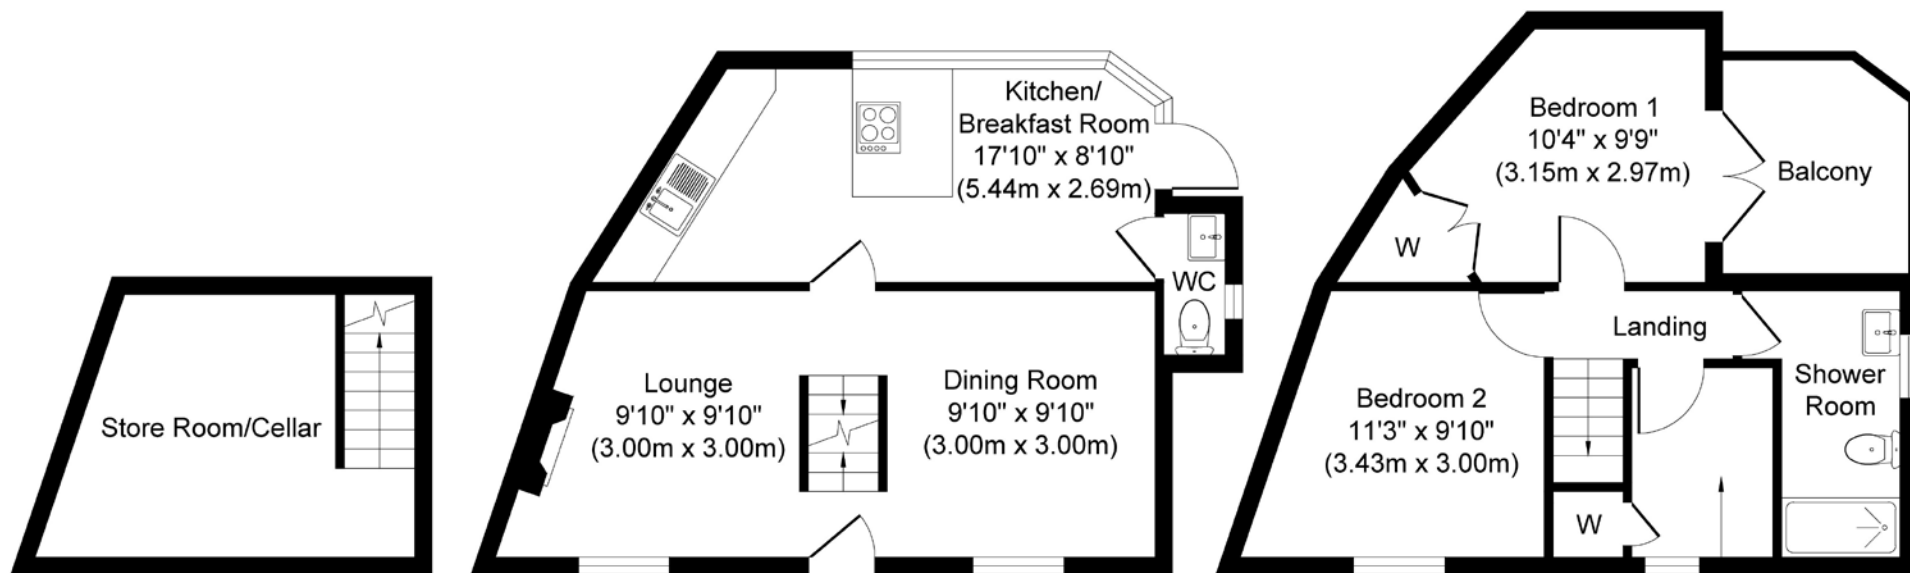 Store Room/Cellar
Kitchen/
Breakfast Room
17'10" x 8'10"
(5.44m x 2.69m)
WC
Lounge
9'10" x 9'10"
(3.00m x 3.00m)
Dining Room
9'10" x 9'10"
(3.00m x 3.00m)
Bedroom 1
10'4" x 9'9"
(3.15m x 2.97m)
Balcony
W
Landing
Bedroom 2
11'3" x 9'10"
(3.43m x 3.00m)
Shower
Room
W